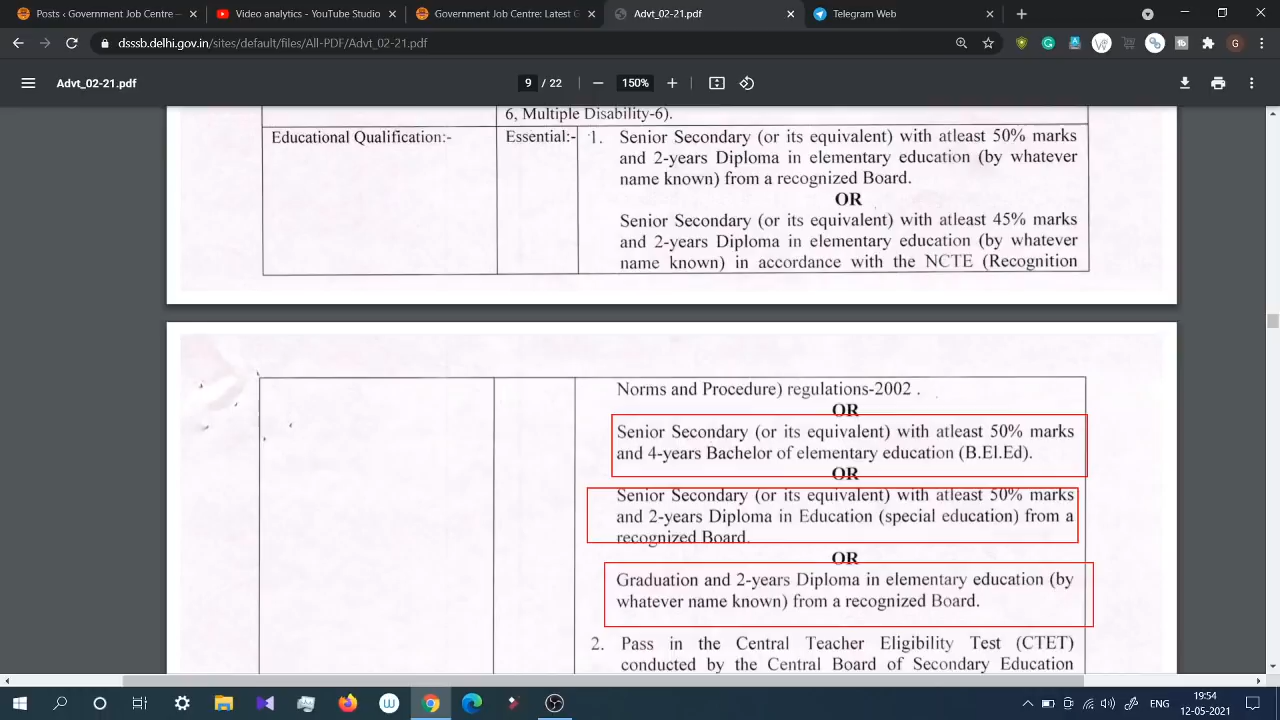 Posts ‹ Government Job Centre —
Video analytics - YouTube Studio
Government Job Centre: Latest G
Advt_02-21.pdf
Telegram Web
dsssb.delhi.gov.in/sites/default/files/All-PDF/Advt_02-21.pdf
G
Advt_02-21.pdf
9 / 22
150%
6, Multiple Disability-6).
Educational Qualification:-
Essential:-
1. Senior Secondary (or its equivalent) with atleast 50% marks
and 2-years Diploma in elementary education (by whatever
name known) from a recognized Board.
OR
Senior Secondary (or its equivalent) with atleast 45% marks
and 2-years Diploma in elementary education (by whatever
name known) in accordance with the NCTE (Recognition
Norms and Procedure) regulations-2002 .
OR
Senior Secondary (or its equivalent) with atleast 50% marks
and 4-years Bachelor of elementary education (B.El.Ed).
OR
Senior Secondary (or its equivalent) with atleast 50% marks
and 2-years Diploma in Education (special education) from a
recognized Board.
OR
Graduation and 2-years Diploma in elementary education (by
whatever name known) from a recognized Board.
2. Pass in the Central Teacher Eligibility Test (CTET)
conducted by the Central Board of Secondary Education
ENG
19:54
12-05-2021